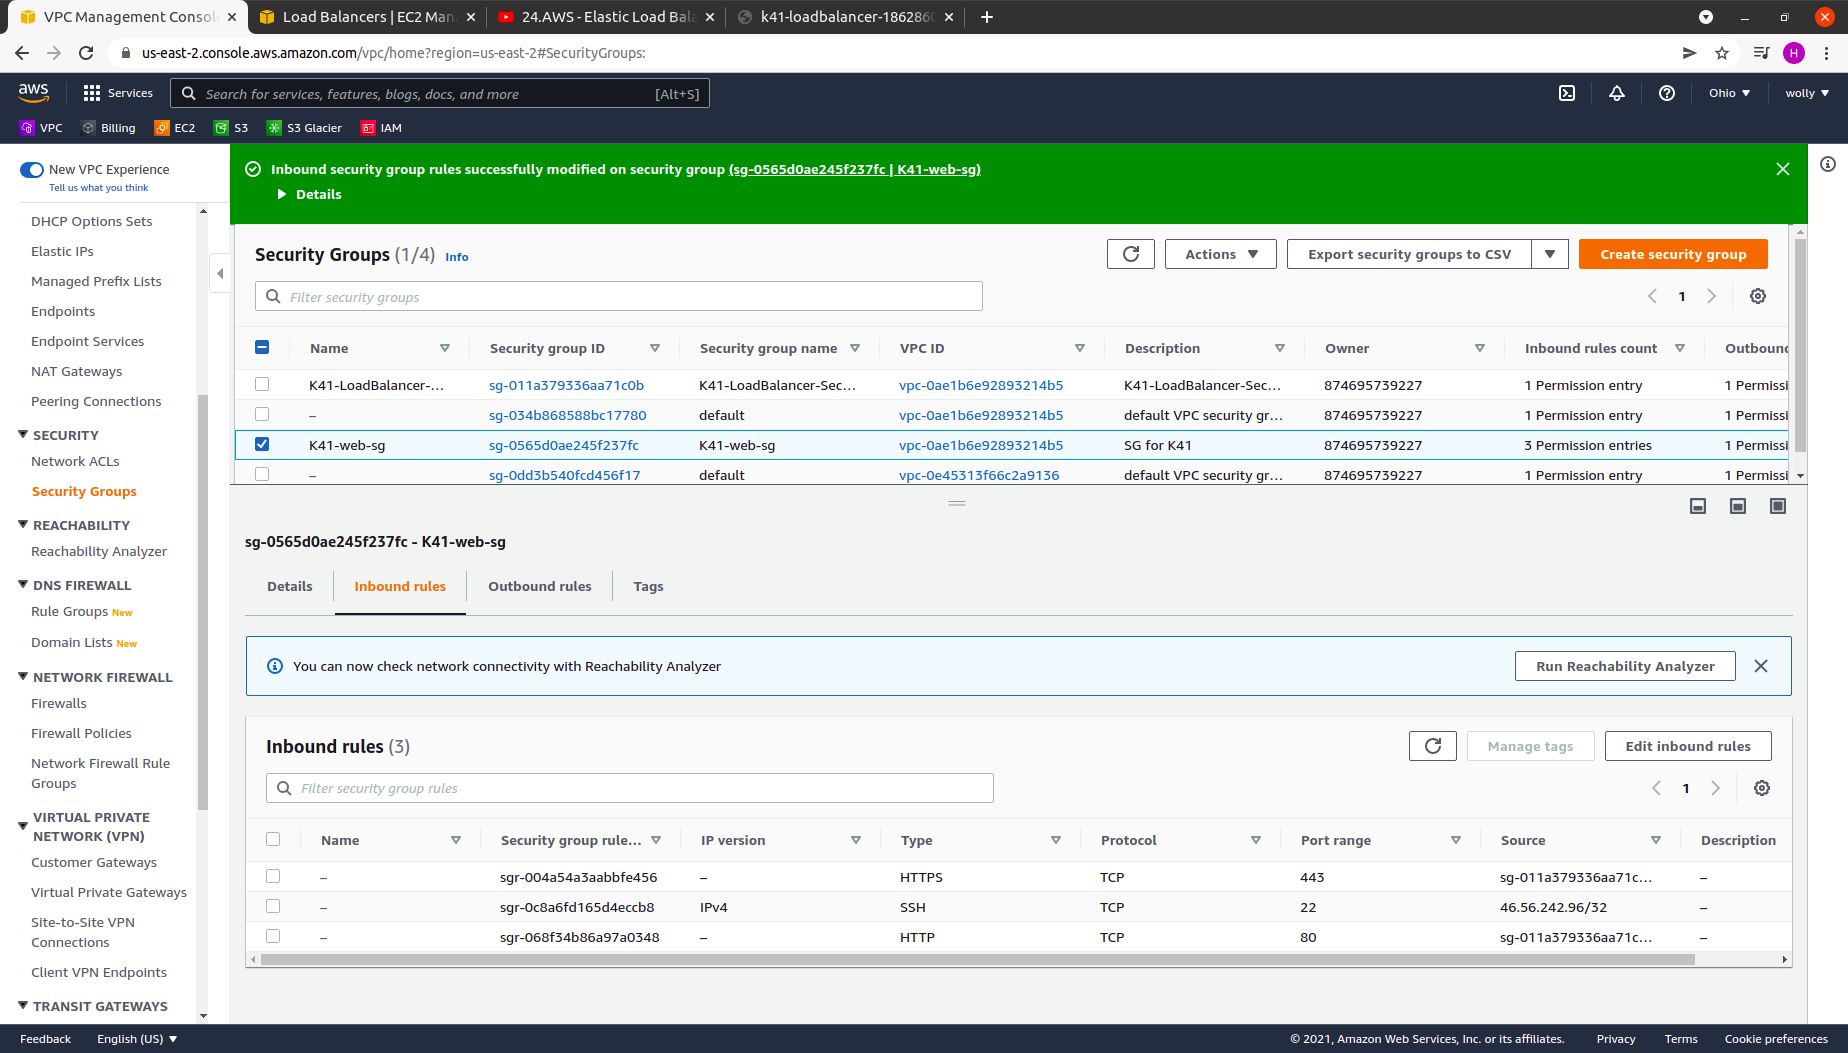 VPC Management Consol
Load Balancers | EC2 Man
24.AWS - Elastic Load Bala
k41-loadbalancer-186286
us-east-2.console.aws.amazon.com/vpc/home?region=us-east-2#SecurityGroups:
H
aws
Services
Search for services, features, blogs, docs, and more
[Alt+S]
Ohio
wolly
VPC
Billing
EC2
S3
S3 Glacier
IAM
New VPC Experience
Tell us what you think
DHCP Options Sets
Elastic IPs
Managed Prefix Lists
Endpoints
Endpoint Services
NAT Gateways
Peering Connections
SECURITY
Network ACLs
Security Groups
REACHABILITY
Reachability Analyzer
DNS FIREWALL
Rule Groups New
Domain Lists New
NETWORK FIREWALL
Firewalls
Firewall Policies
Network Firewall Rule
Groups
VIRTUAL PRIVATE
NETWORK (VPN)
Customer Gateways
Virtual Private Gateways
Site-to-Site VPN
Connections
Client VPN Endpoints
TRANSIT GATEWAYS
Inbound security group rules successfully modified on security group (sg-0565d0ae245f237fc | K41-web-sg)
Details
Security Groups (1/4) Info
Actions
Export security groups to CSV
Create security group
Filter security groups
1
Name Security group ID Security group name VPC ID Description Owner Inbound rules count Outbound
K41-LoadBalancer-... sg-011a379336aa71c0b K41-LoadBalancer-Sec... vpc-0ae1b6e92893214b5 K41-LoadBalancer-Sec... 874695739227 1 Permission entry 1 Permissi
– sg-034b868588bc17780 default vpc-0ae1b6e92893214b5 default VPC security gr... 874695739227 1 Permission entry 1 Permissi
K41-web-sg sg-0565d0ae245f237fc K41-web-sg vpc-0ae1b6e92893214b5 SG for K41 874695739227 3 Permission entries 1 Permissi
– sg-0dd3b540fcd456f17 default vpc-0e45313f66c2a9136 default VPC security gr... 874695739227 1 Permission entry 1 Permissi
sg-0565d0ae245f237fc - K41-web-sg
Details
Inbound rules
Outbound rules
Tags
You can now check network connectivity with Reachability Analyzer
Run Reachability Analyzer
Inbound rules (3)
Manage tags
Edit inbound rules
Filter security group rules
1
Name Security group rule... IP version Type Protocol Port range Source Description
– sgr-004a54a3aabbfe456 – HTTPS TCP 443 sg-011a379336aa71c... –
– sgr-0c8a6fd165d4eccb8 IPv4 SSH TCP 22 46.56.242.96/32 –
– sgr-068f34b86a97a0348 – HTTP TCP 80 sg-011a379336aa71c... –
Feedback
English (US)
© 2021, Amazon Web Services, Inc. or its affiliates.
Privacy
Terms
Cookie preferences